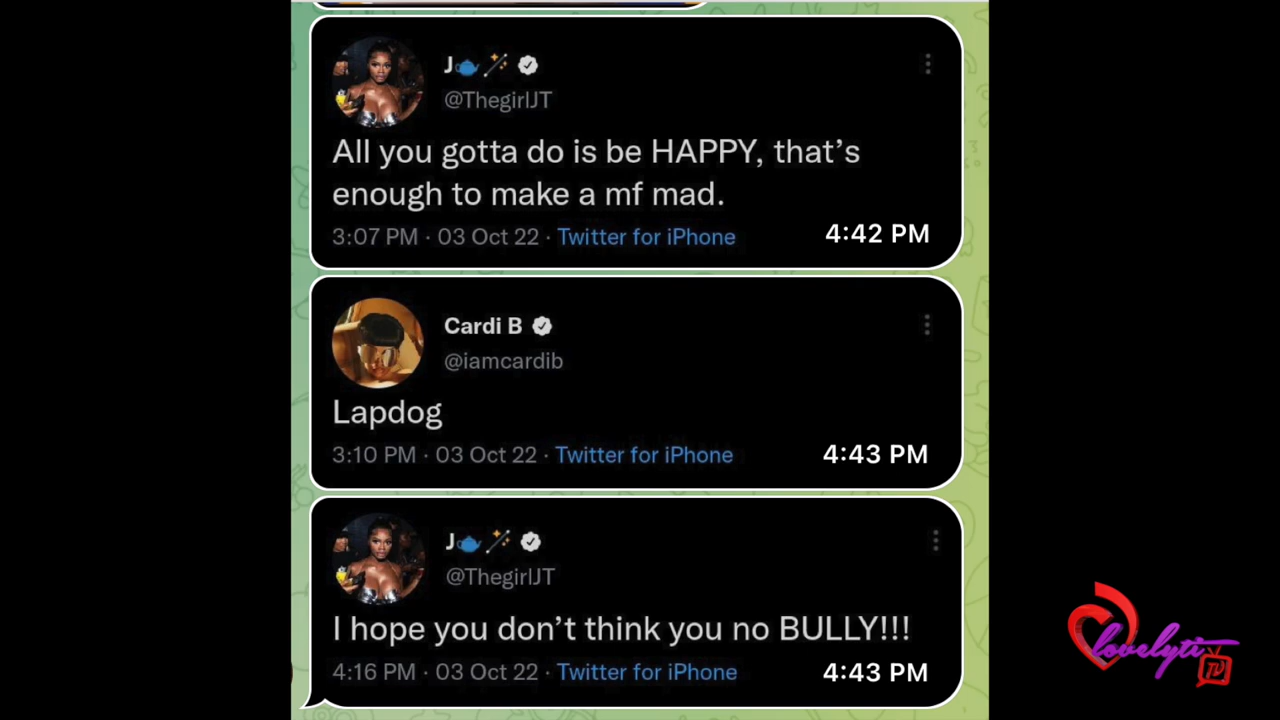 J
@ThegirlJT
All you gotta do is be HAPPY, that’s
enough to make a mf mad.
3:07 PM · 03 Oct 22 · Twitter for iPhone
4:42 PM
Cardi B
@iamcardib
Lapdog
3:10 PM · 03 Oct 22 · Twitter for iPhone
4:43 PM
J
@ThegirlJT
I hope you don’t think you no BULLY!!!
4:16 PM · 03 Oct 22 · Twitter for iPhone
4:43 PM
lovelyti
TV